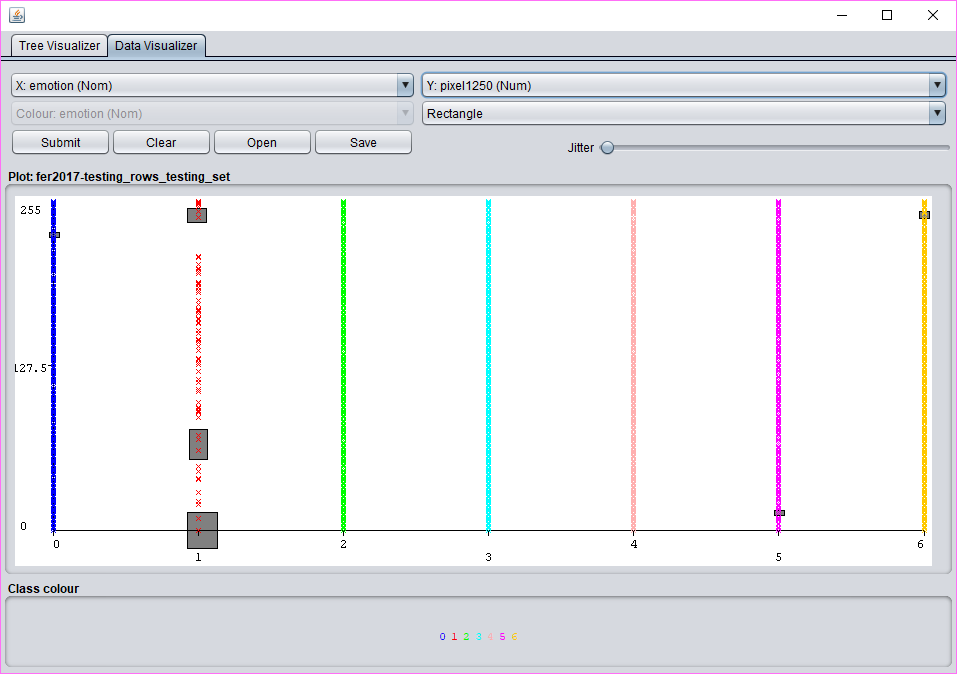 Tree Visualizer Data Visualizer
X: emotion (Nom) Y: pixel1250 (Num)
Colour: emotion (Nom) Rectangle
Submit Clear Open Save Jitter
Plot: fer2017-testing_rows_testing_set
255
127.5
0
0 2 4 6
1 3 5
Class colour
0 1 2 3 4 5 6